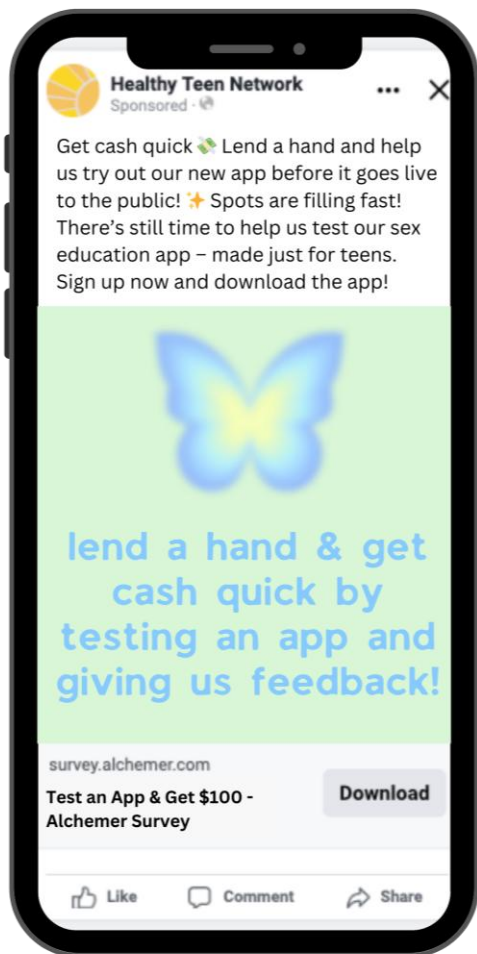 Healthy Teen Network
Sponsored ·
Get cash quick 💸 Lend a hand and help
us try out our new app before it goes live
to the public! ✨ Spots are filling fast!
There’s still time to help us test our sex
education app – made just for teens.
Sign up now and download the app!
lend a hand & get
cash quick by
testing an app and
giving us feedback!
survey.alchemer.com
Test an App & Get $100 -
Alchemer Survey
Download
Like Comment Share